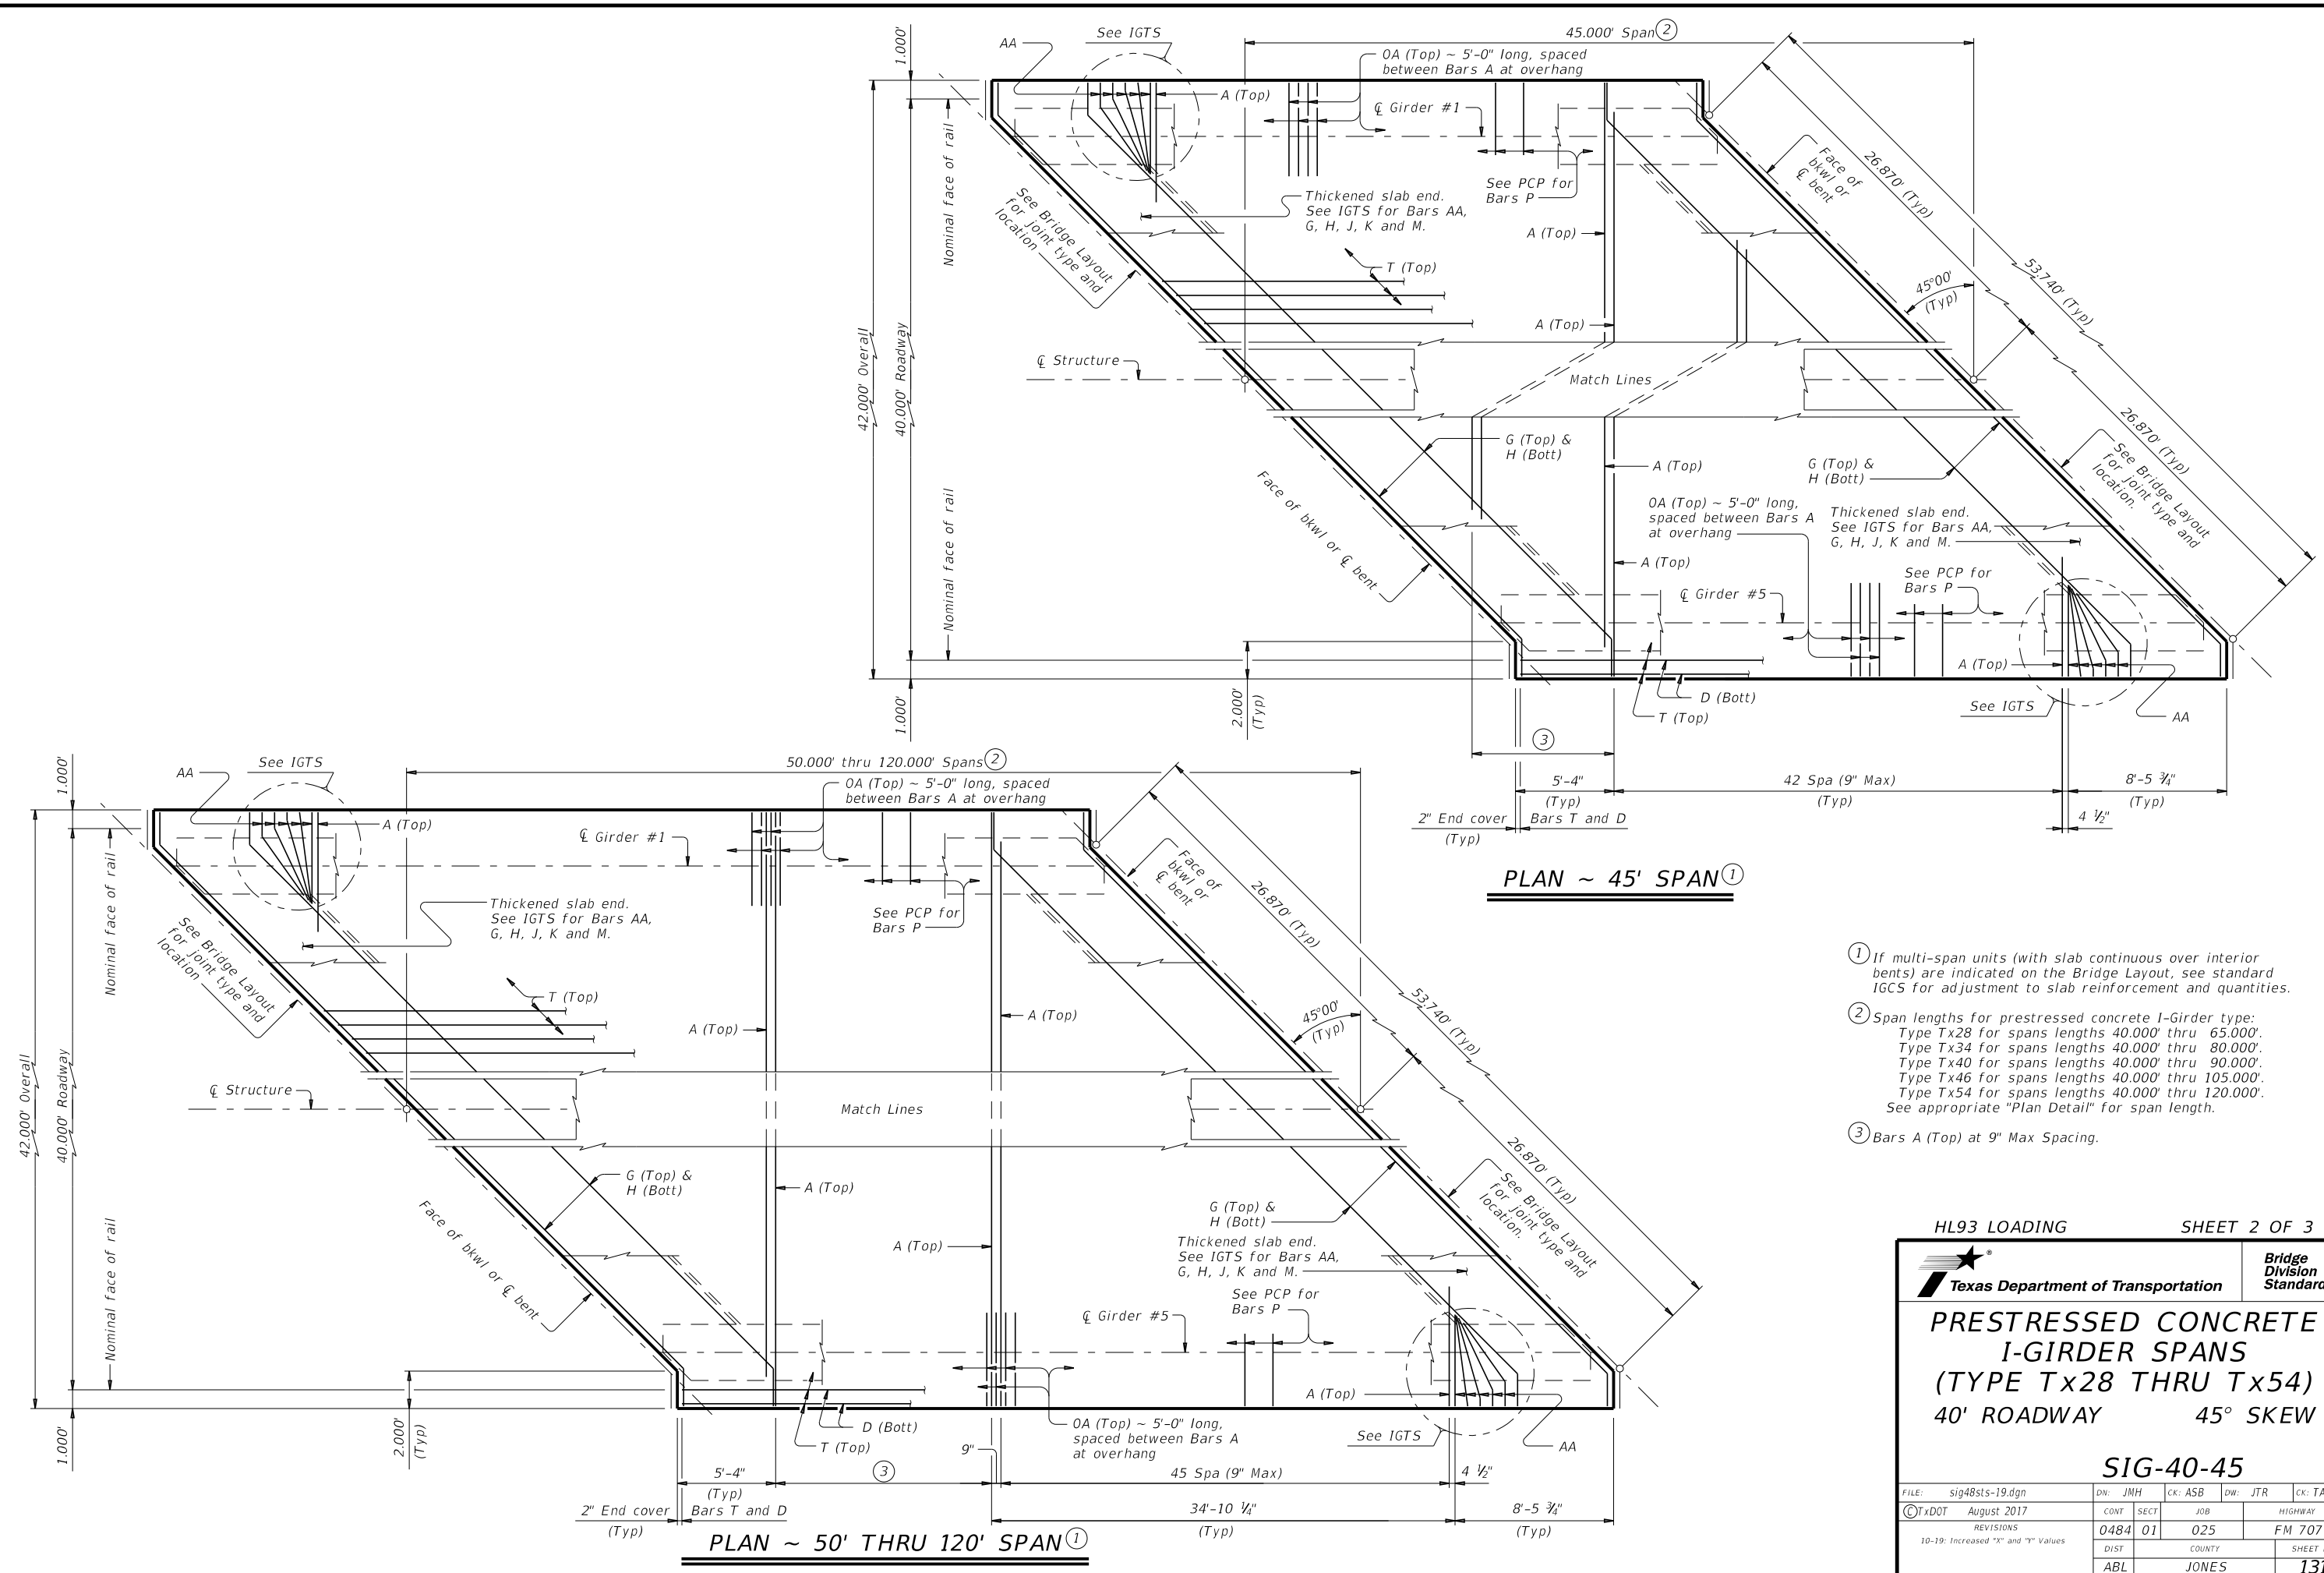 1.000'
AA
See IGTS
45.000' Span 2
OA (Top) ~ 5'-0" long, spaced
between Bars A at overhang
A (Top)
℄ Girder #1
Nominal face of rail
See PCP for
Bars P
Face of
bkwl or
℄ bent
26.870' (Typ)
53.740' (Typ)
See Bridge Layout
for joint type and
location
Thickened slab end.
See IGTS for Bars AA,
G, H, J, K and M.
A (Top)
T (Top)
45°00'
(Typ)
A (Top)
42.000' Overall
40.000' Roadway
℄ Structure
Match Lines
26.870' (Typ)
G (Top) &
H (Bott)
A (Top)
G (Top) &
H (Bott)
See Bridge Layout
for joint type and
location.
Face of bkwl or ℄ bent
OA (Top) ~ 5'-0" long,
spaced between Bars A
at overhang
Thickened slab end.
See IGTS for Bars AA,
G, H, J, K and M.
Nominal face of rail
A (Top)
See PCP for
Bars P
℄ Girder #5
A (Top)
1.000'
2.000'
(Typ)
D (Bott)
T (Top)
See IGTS
AA
3
5'-4"
(Typ)
42 Spa (9" Max)
(Typ)
8'-5 ¾"
(Typ)
2" End cover
(Typ)
Bars T and D
4 ½"
PLAN ~ 45' SPAN 1
1.000'
AA
See IGTS
50.000' thru 120.000' Spans 2
OA (Top) ~ 5'-0" long, spaced
between Bars A at overhang
A (Top)
℄ Girder #1
Nominal face of rail
Face of
bkwl or
℄ bent
26.870' (Typ)
53.740' (Typ)
See PCP for
Bars P
Thickened slab end.
See IGTS for Bars AA,
G, H, J, K and M.
See Bridge Layout
for joint type and
location
T (Top)
A (Top)
A (Top)
45°00'
(Typ)
42.000' Overall
40.000' Roadway
℄ Structure
Match Lines
26.870' (Typ)
G (Top) &
H (Bott)
A (Top)
G (Top) &
H (Bott)
See Bridge Layout
for joint type and
location.
Face of bkwl or ℄ bent
A (Top)
Thickened slab end.
See IGTS for Bars AA,
G, H, J, K and M.
Nominal face of rail
See PCP for
Bars P
℄ Girder #5
A (Top)
1.000'
2.000'
(Typ)
D (Bott)
T (Top)
OA (Top) ~ 5'-0" long,
spaced between Bars A
at overhang
See IGTS
AA
9"
5'-4"
(Typ)
3
45 Spa (9" Max)
4 ½"
2" End cover
(Typ)
Bars T and D
34'-10 ¼"
(Typ)
8'-5 ¾"
(Typ)
PLAN ~ 50' THRU 120' SPAN 1
1 If multi-span units (with slab continuous over interior
bents) are indicated on the Bridge Layout, see standard
IGCS for adjustment to slab reinforcement and quantities.
2 Span lengths for prestressed concrete I-Girder type:
Type Tx28 for spans lengths 40.000' thru 65.000'.
Type Tx34 for spans lengths 40.000' thru 80.000'.
Type Tx40 for spans lengths 40.000' thru 90.000'.
Type Tx46 for spans lengths 40.000' thru 105.000'.
Type Tx54 for spans lengths 40.000' thru 120.000'.
See appropriate "Plan Detail" for span length.
3 Bars A (Top) at 9" Max Spacing.
HL93 LOADING SHEET 2 OF 3
® Texas Department of Transportation
Bridge
Division
Standard
PRESTRESSED CONCRETE
I-GIRDER SPANS
(TYPE Tx28 THRU Tx54)
40' ROADWAY 45° SKEW
SIG-40-45
FILE: sig48sts-19.dgn DN: JMH CK: ASB DW: JTR CK: TA
©TxDOT August 2017 CONT SECT JOB HIGHWAY
REVISIONS
10-19: Increased "X" and "Y" Values
0484 01 025 FM 707
DIST COUNTY SHEET
ABL JONES 131